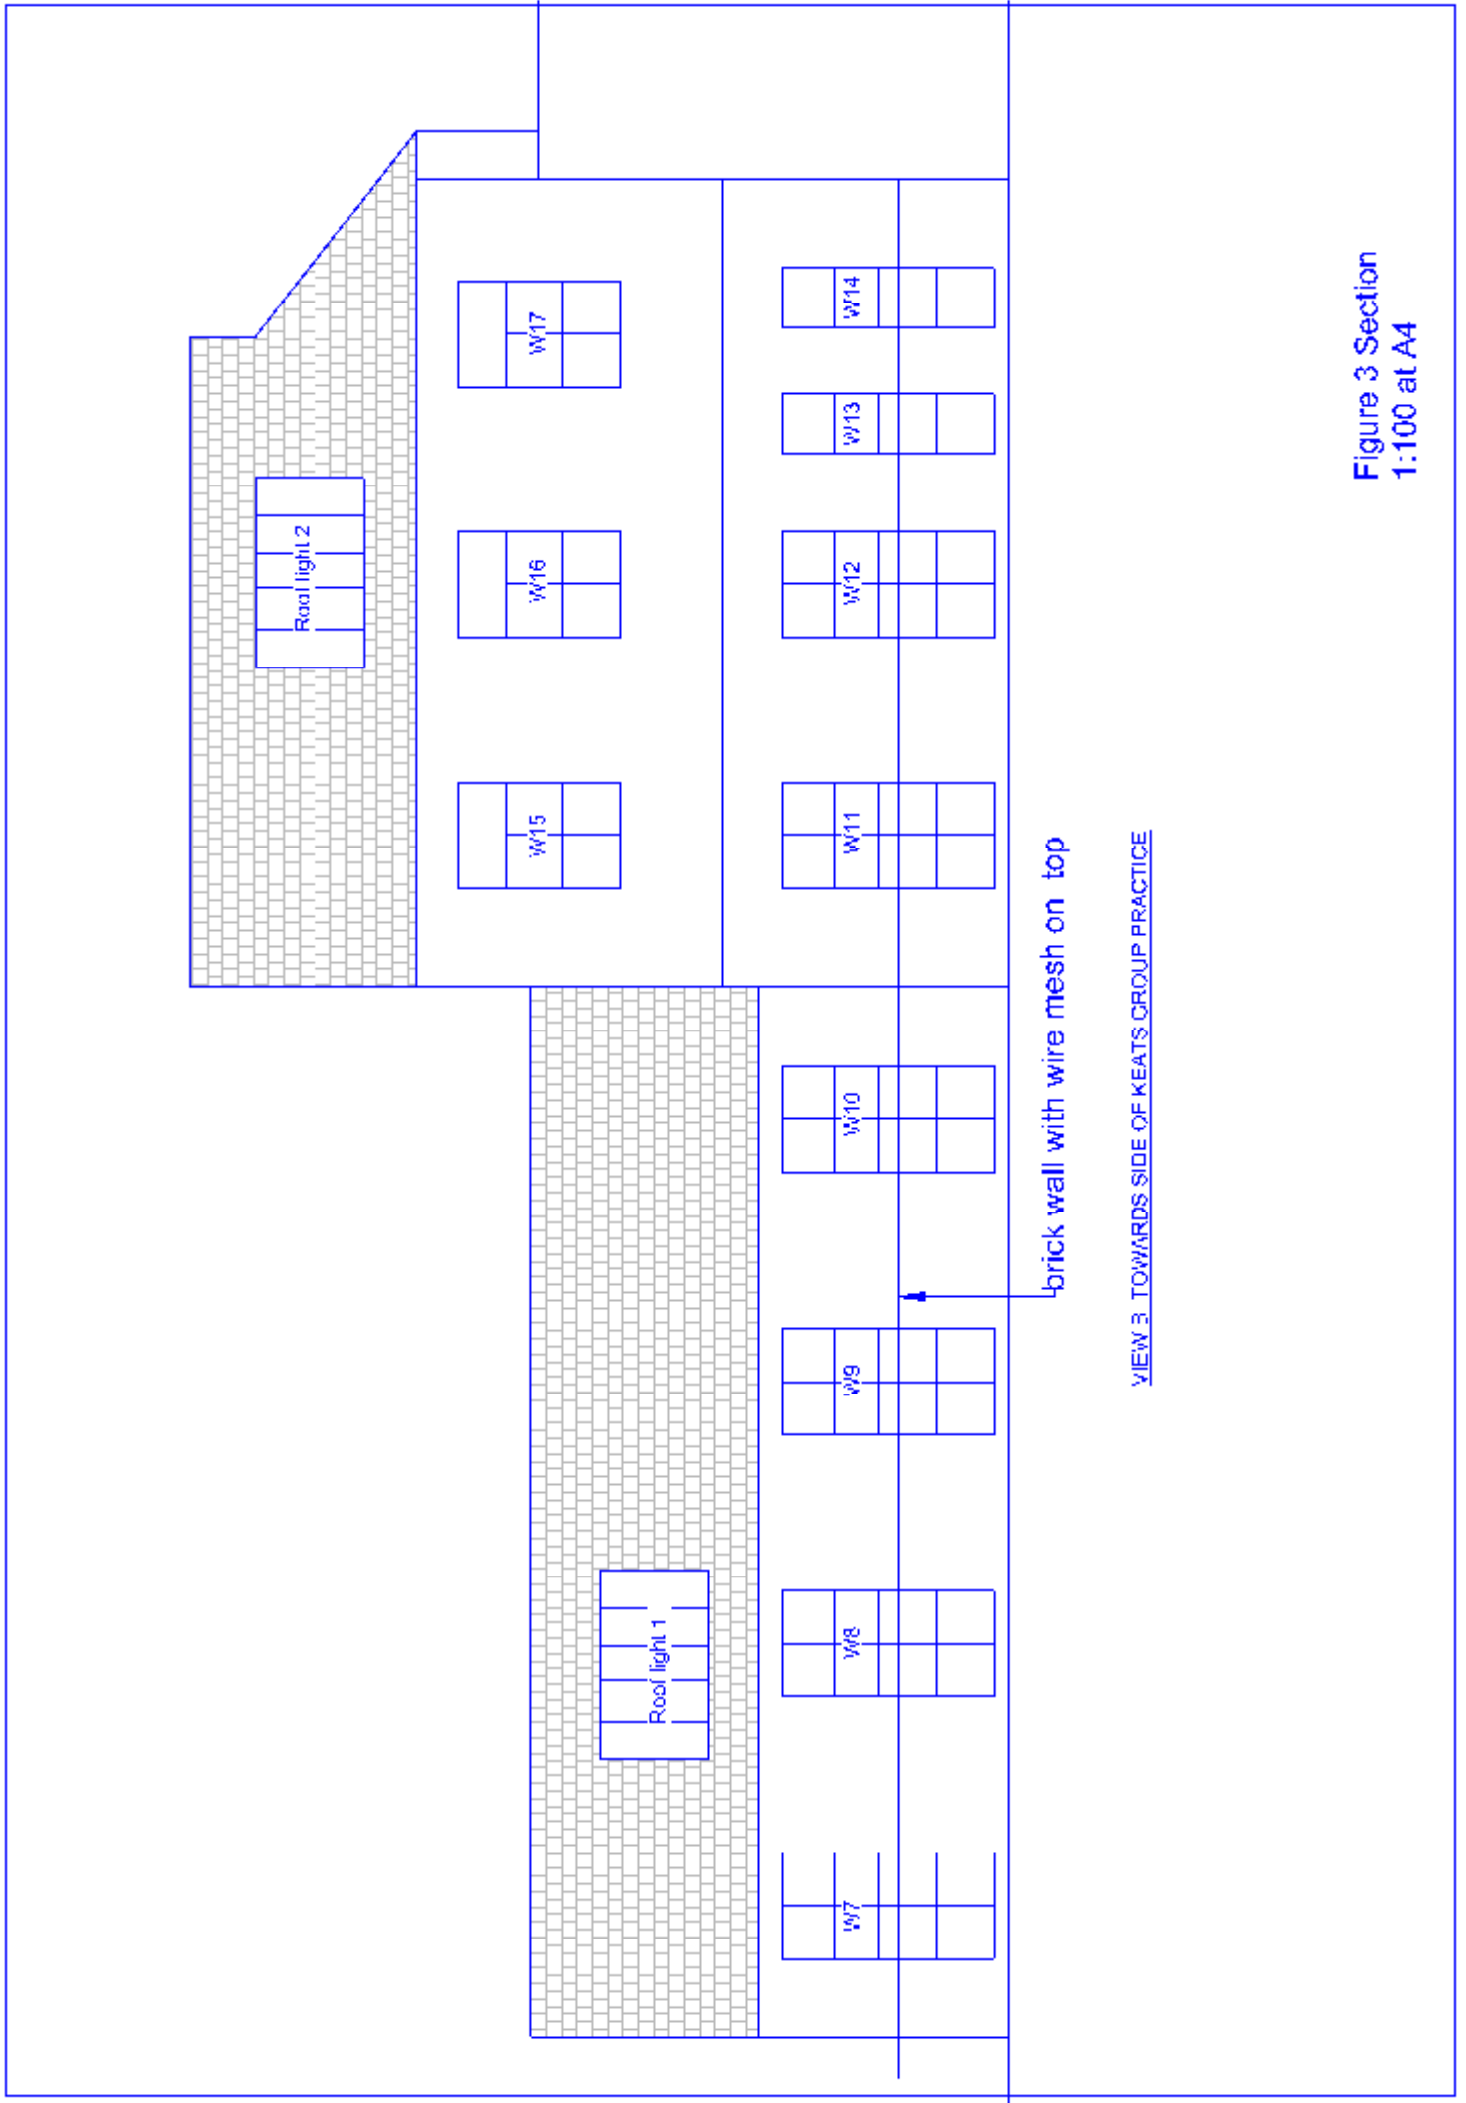 Roof light 2
W17
W16
W15
W14
W13
W12
W11
Roof light 1
W10
W9
W8
W7
brick wall with wire mesh on top
VIEW 3 TOWARDS SIDE OF KEATS GROUP PRACTICE
Figure 3 Section
1:100 at A4